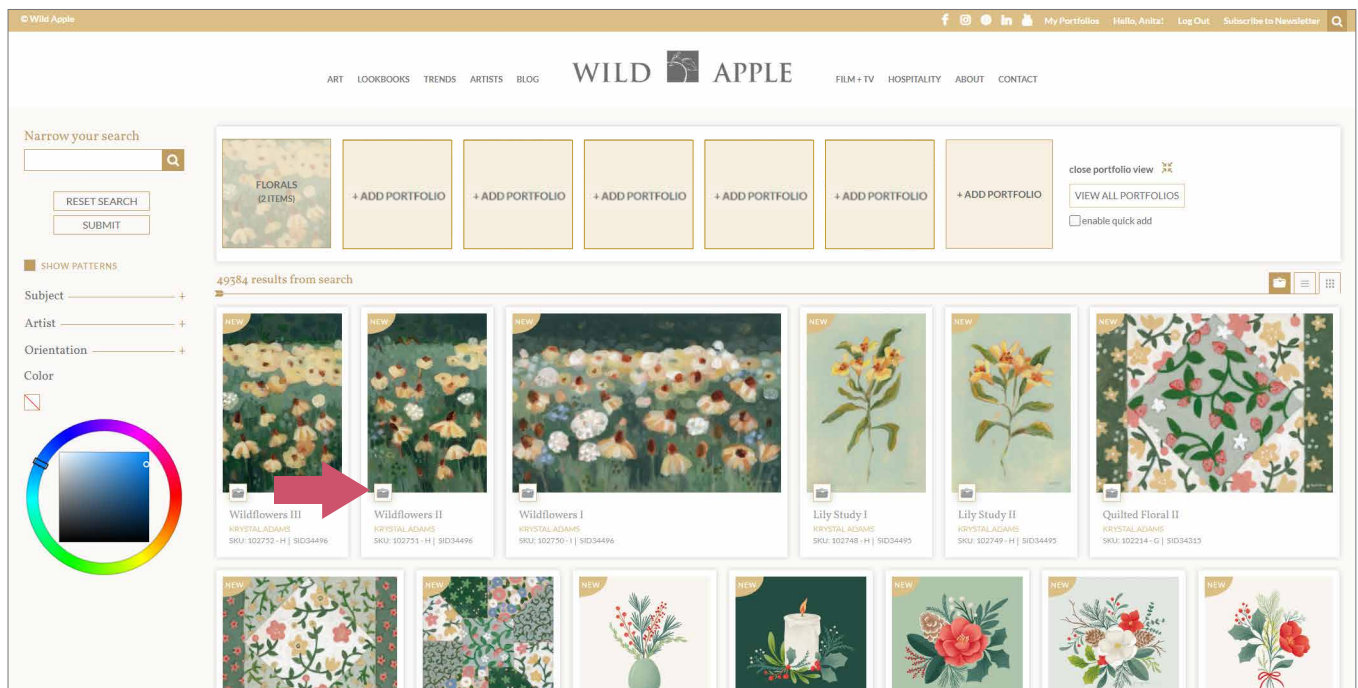 © Wild Apple
My Portfolios Hello, Anita! Log Out Subscribe to Newsletter
ART LOOKBOOKS TRENDS ARTISTS BLOG WILD APPLE FILM + TV HOSPITALITY ABOUT CONTACT
Narrow your search
RESET SEARCH
SUBMIT
SHOW PATTERNS
Subject
Artist
Orientation
Color
FLORALS
(2 ITEMS)
+ ADD PORTFOLIO
+ ADD PORTFOLIO
+ ADD PORTFOLIO
+ ADD PORTFOLIO
+ ADD PORTFOLIO
+ ADD PORTFOLIO
close portfolio view
VIEW ALL PORTFOLIOS
enable quick add
49384 results from search
NEW
Wildflowers III
KRYSTAL ADAMS
SKU: 102752 - H | SID34496
NEW
Wildflowers II
KRYSTAL ADAMS
SKU: 102751 - H | SID34496
NEW
Wildflowers I
KRYSTAL ADAMS
SKU: 102750 - I | SID34496
NEW
Lily Study I
KRYSTAL ADAMS
SKU: 102748 - H | SID34495
NEW
Lily Study II
KRYSTAL ADAMS
SKU: 102749 - H | SID34495
NEW
Quilted Floral II
KRYSTAL ADAMS
SKU: 102214 - G | SID34315
NEW
NEW
NEW
NEW
NEW
NEW
NEW